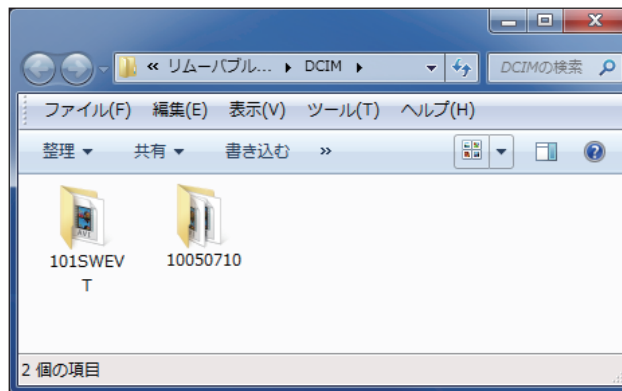 « リムーバブル... ▸ DCIM ▸ DCIMの検索
ファイル(F) 編集(E) 表示(V) ツール(T) ヘルプ(H)
整理 ▼ 共有 ▼ 書き込む »
AVI
101SWEV
T
10050710
2 個の項目